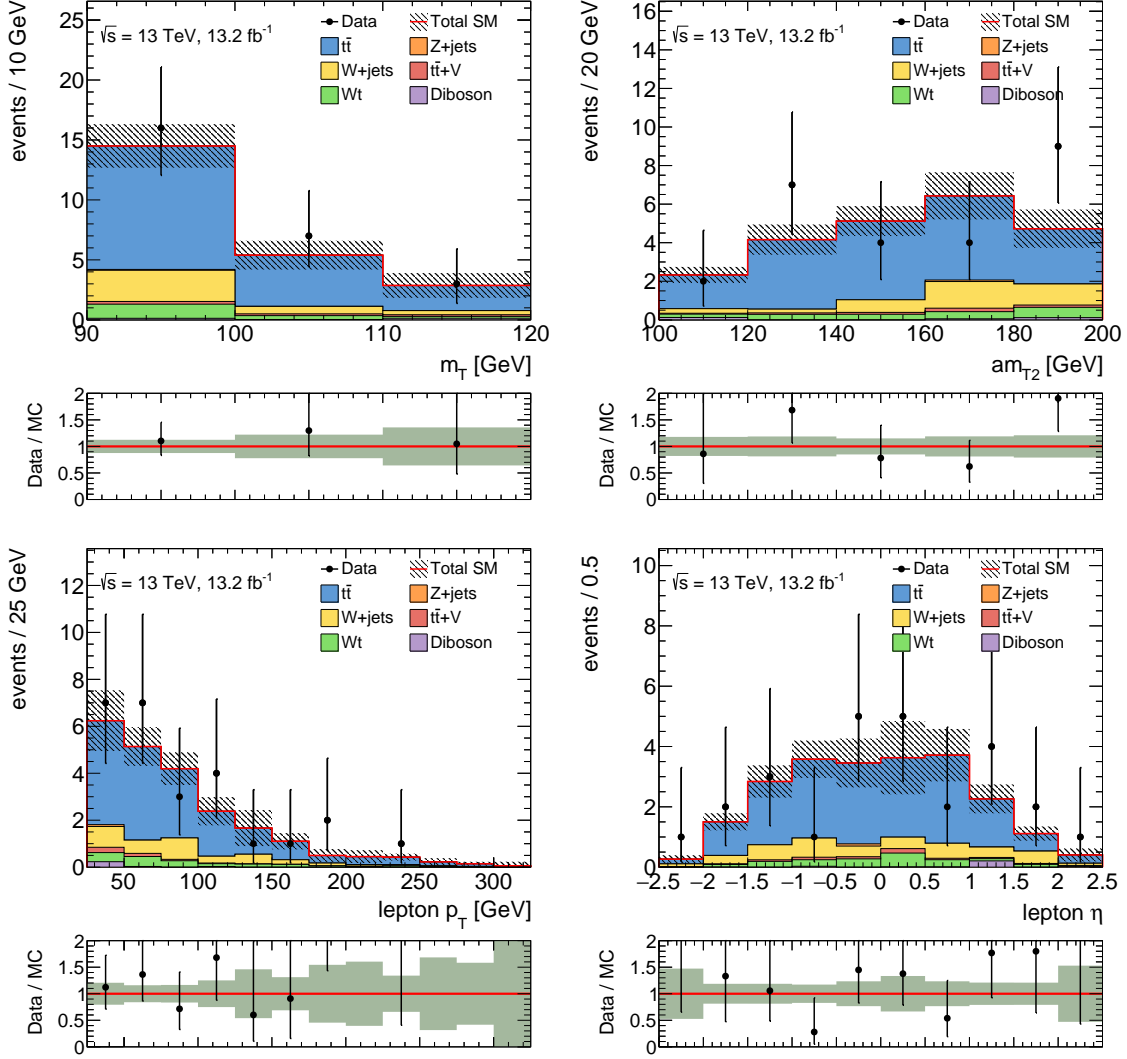 events / 10 GeV
√s = 13 TeV, 13.2 fb⁻¹
Data
tt̄
W+jets
Wt
Total SM
Z+jets
tt̄+V
Diboson
25
20
15
10
5
0
90 100 110 120
m_T [GeV]
Data / MC
2
1.5
1
0.5
0
events / 20 GeV
√s = 13 TeV, 13.2 fb⁻¹
Data
tt̄
W+jets
Wt
Total SM
Z+jets
tt̄+V
Diboson
16
14
12
10
8
6
4
2
0
100 120 140 160 180 200
am_T2 [GeV]
Data / MC
2
1.5
1
0.5
0
events / 25 GeV
√s = 13 TeV, 13.2 fb⁻¹
Data
tt̄
W+jets
Wt
Total SM
Z+jets
tt̄+V
Diboson
12
10
8
6
4
2
0
50 100 150 200 250 300
lepton p_T [GeV]
Data / MC
2
1.5
1
0.5
0
events / 0.5
√s = 13 TeV, 13.2 fb⁻¹
Data
tt̄
W+jets
Wt
Total SM
Z+jets
tt̄+V
Diboson
10
8
6
4
2
0
−2.5 −2 −1.5 −1 −0.5 0 0.5 1 1.5 2 2.5
lepton η
Data / MC
2
1.5
1
0.5
0